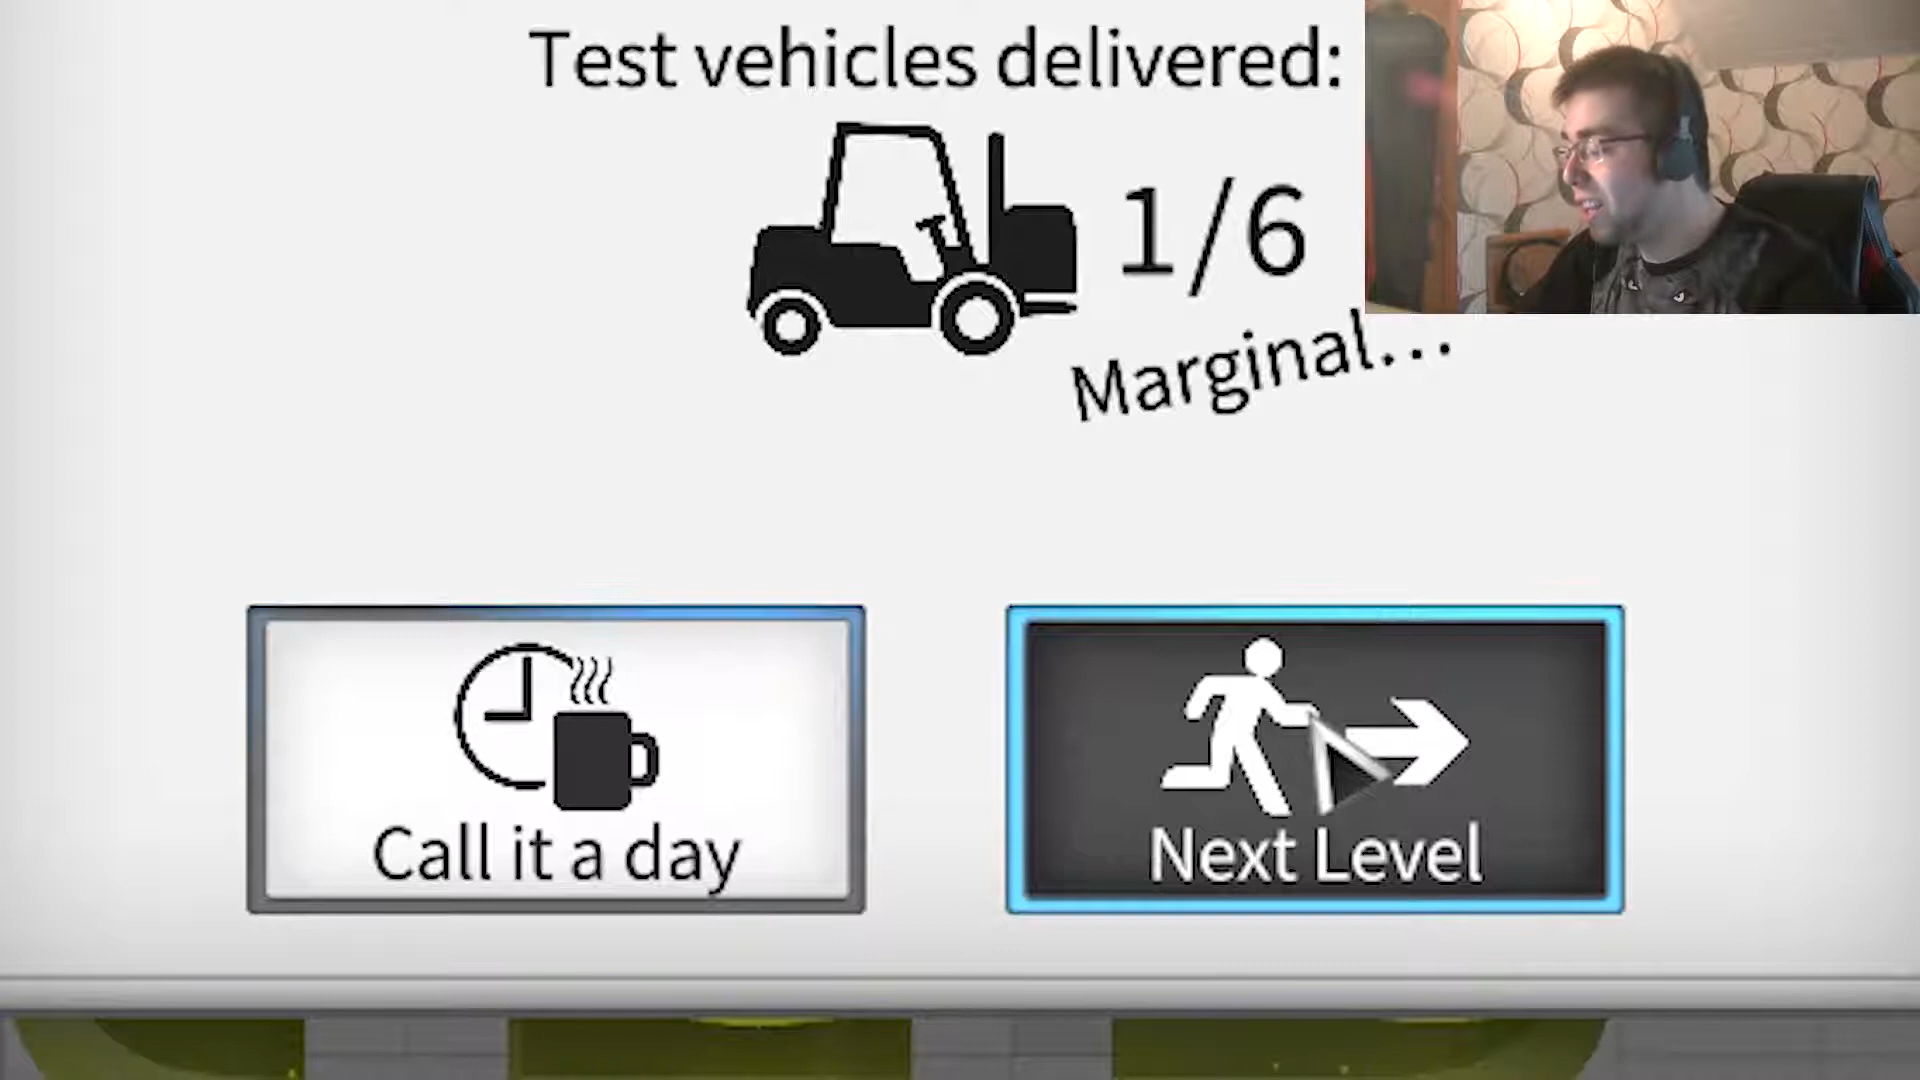 Test vehicles delivered:
1/6
Marginal...
Call it a day
Next Level